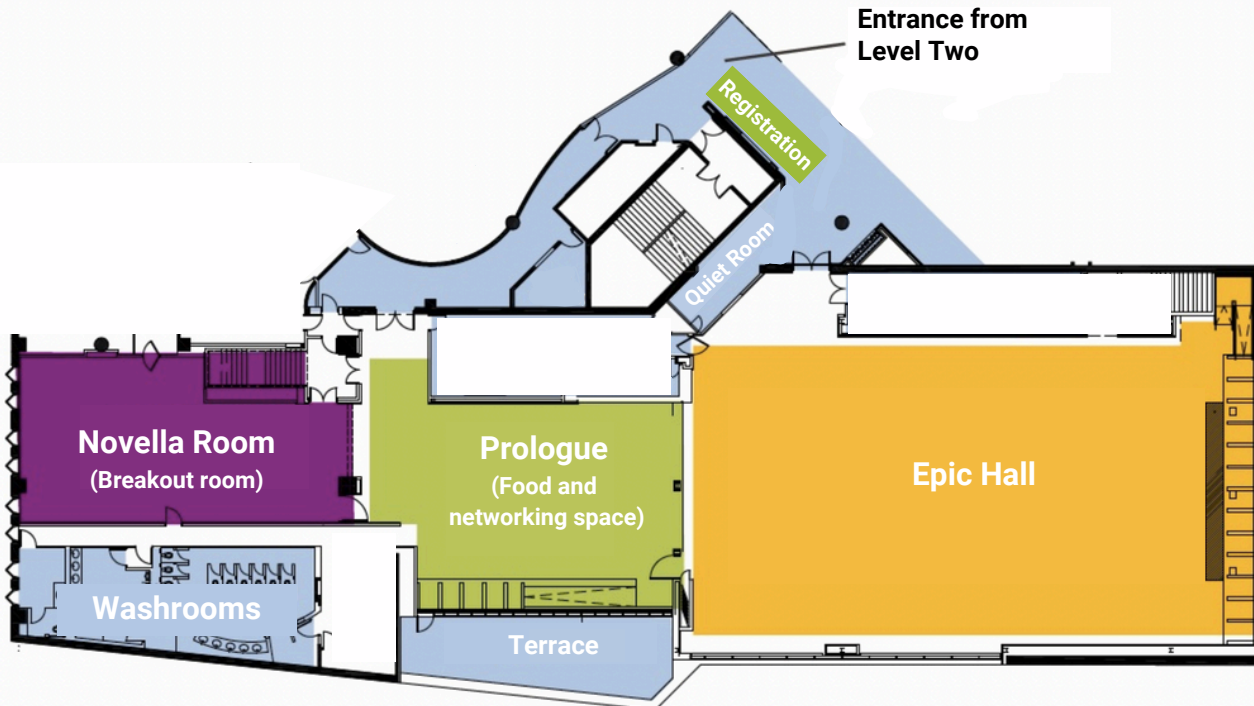 Entrance from
Level Two
Registration
Quiet Room
Novella Room
(Breakout room)
Prologue
(Food and
networking space)
Epic Hall
Washrooms
Terrace